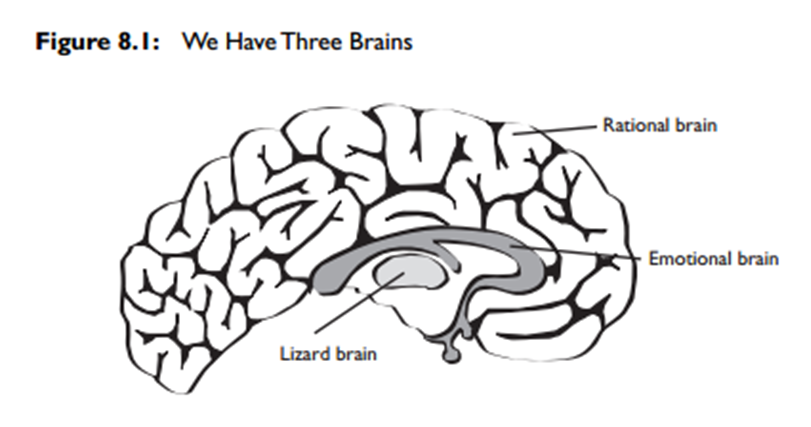 Figure 8.1: We Have Three Brains
Rational brain
Emotional brain
Lizard brain